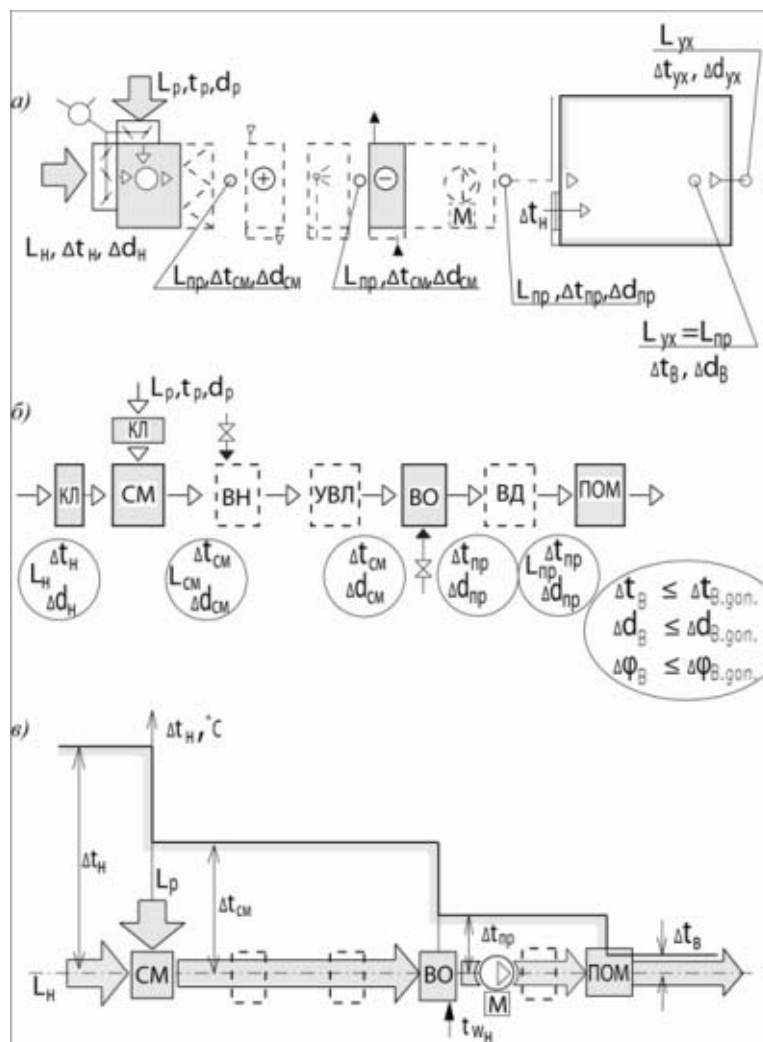 а)
Lр,tр,dр
Lух
Δtух, Δdух
Lн, Δtн, Δdн
+
−
М
Δtн
Lпр,Δtсм,Δdсм
Lпр,Δtсм,Δdсм
Lпр,Δtпр,Δdпр
Lух=Lпр
Δtв, Δdв
б)
Lр,tр,dр
КЛ
КЛ
СМ
ВН
УВЛ
ВО
ВД
ПОМ
Δtн
Lн
Δdн
Δtсм
Lсм
Δdсм
Δtсм
Δdсм
Δtпр
Δdпр
Δtпр
Lпр
Δdпр
Δtв ≤ Δtв.доп.
Δdв ≤ Δdв.доп.
Δφв ≤ Δφв.доп.
в)
Δtн,°C
Δtн
Lр
Δtсм
Δtпр
Δtв
Lн
СМ
ВО
М
ПОМ
twн